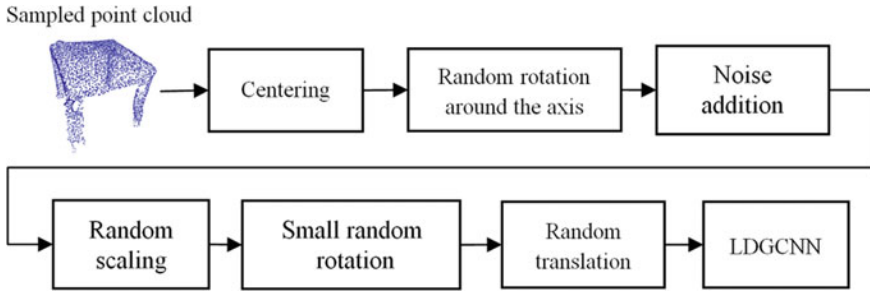 Sampled point cloud
Centering
Random rotation
around the axis
Noise
addition
Random
scaling
Small random
rotation
Random
translation
LDGCNN